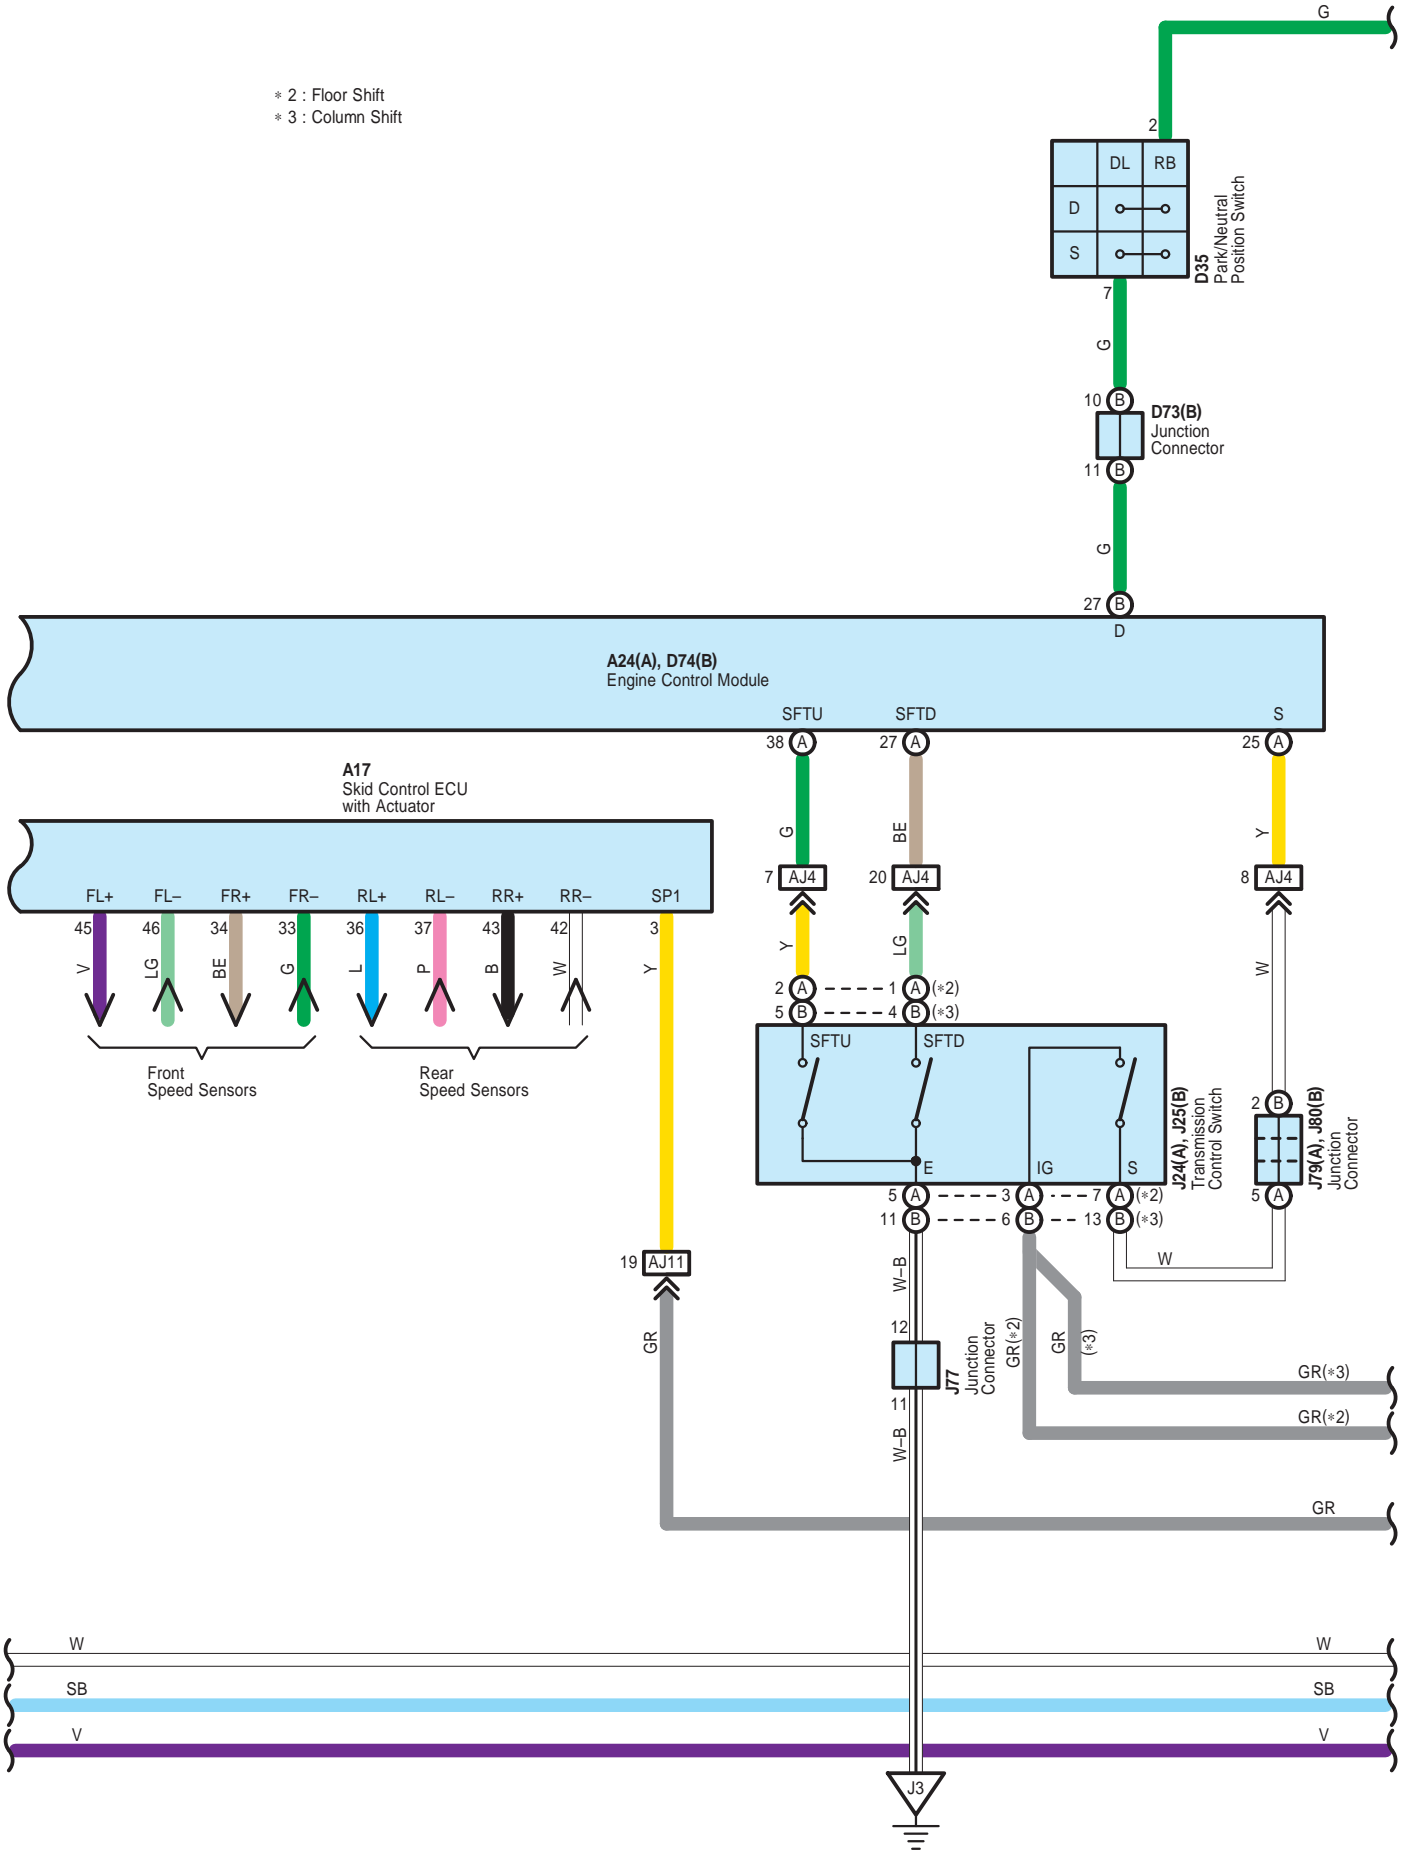 G
∗ 2 : Floor Shift
∗ 3 : Column Shift
2
DL RB
D
S
D35
Park/Neutral
Position Switch
7
G
10 B
D73(B)
Junction
Connector
11 B
G
27 B
D
A24(A), D74(B)
Engine Control Module
SFTU SFTD S
38 A 27 A 25 A
A17
Skid Control ECU
with Actuator
G BE Y
7 AJ4 20 AJ4 8 AJ4
FL+ FL– FR+ FR– RL+ RL– RR+ RR– SP1
45 46 34 33 36 37 43 42 3
V LG BE G L P B W Y
Y LG W
2 A 1 A (∗2)
5 B 4 B (∗3)
Front
Speed Sensors
Rear
Speed Sensors
SFTU SFTD
E IG S
J24(A), J25(B)
Transmission
Control Switch
2 B
J79(A), J80(B)
Junction
Connector
5 A
5 A 3 A 7 A (∗2)
11 B 6 B 13 B (∗3)
W
19 AJ11
GR
W–B
12
J77
Junction
Connector
11
W–B
GR(∗2)
GR
(∗3)
GR(∗3)
GR(∗2)
GR
W W
SB SB
V V
J3